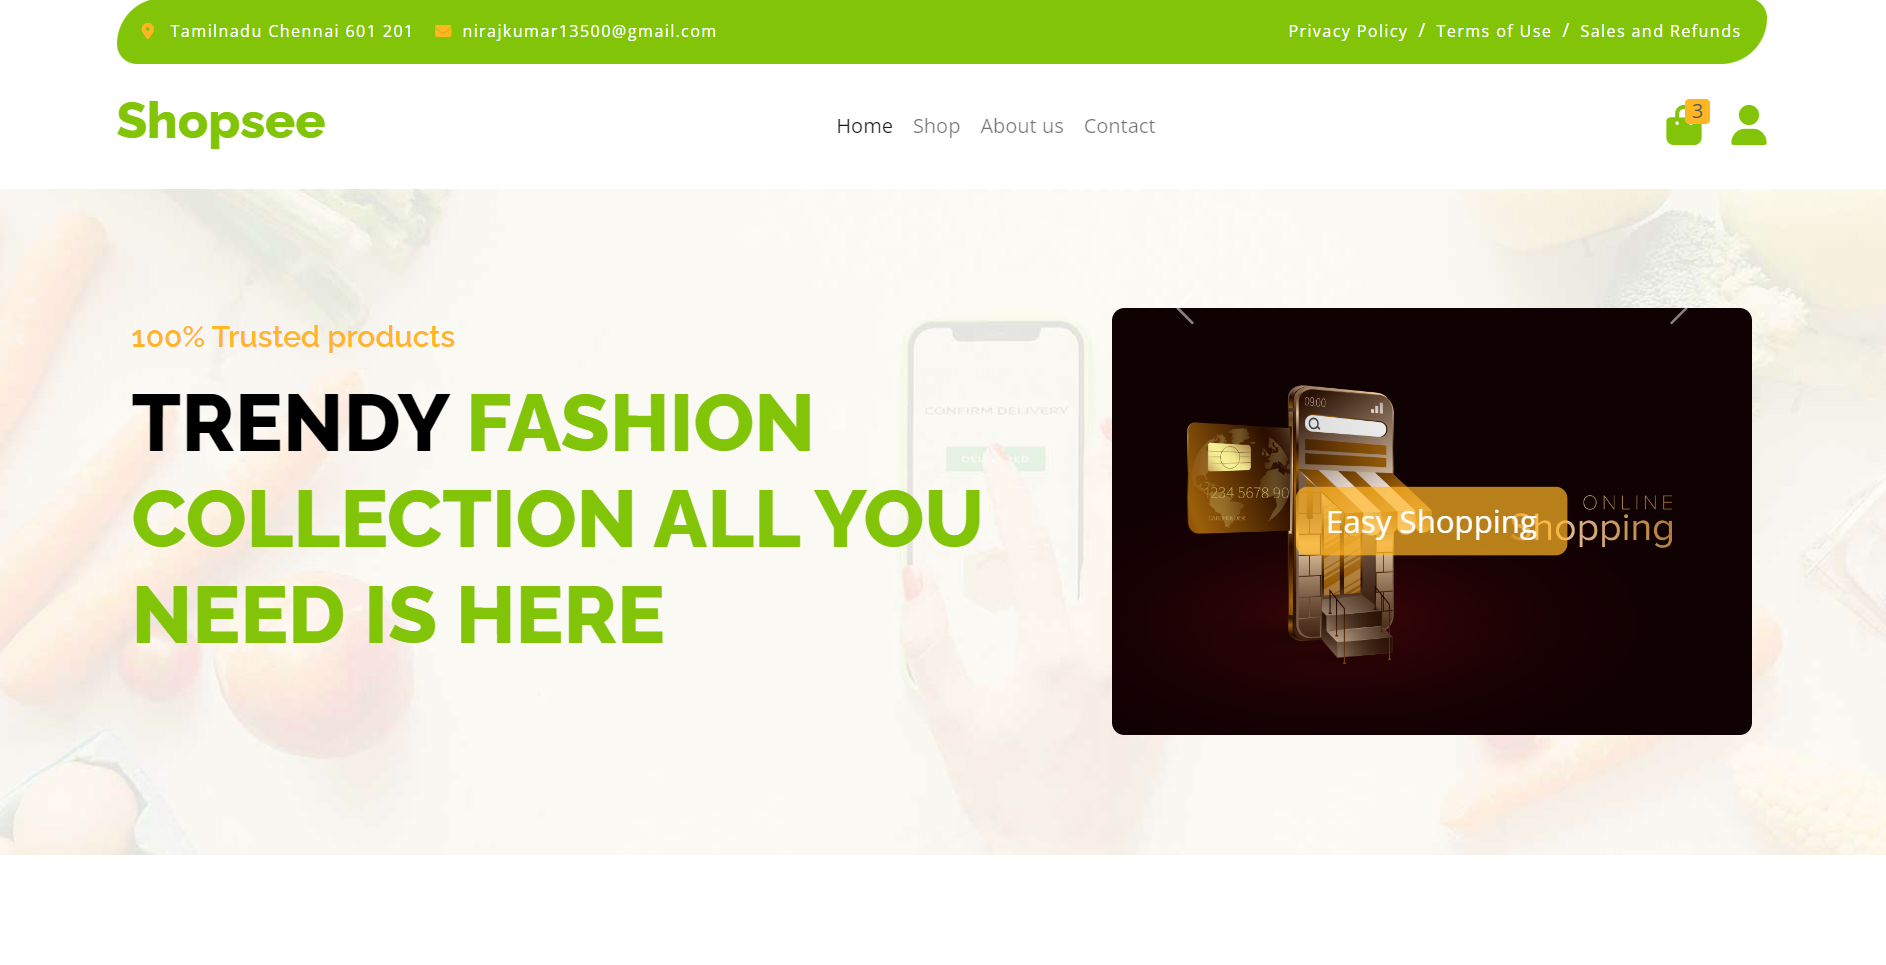 Tamilnadu Chennai 601 201 nirajkumar13500@gmail.com Privacy Policy / Terms of Use / Sales and Refunds
Shopsee
Home Shop About us Contact
3
100% Trusted products
TRENDY FASHION
COLLECTION ALL YOU
NEED IS HERE
CONFIRM DELIVERY
09:00
1234 5678 90
ONLINE
Shopping
Easy Shopping